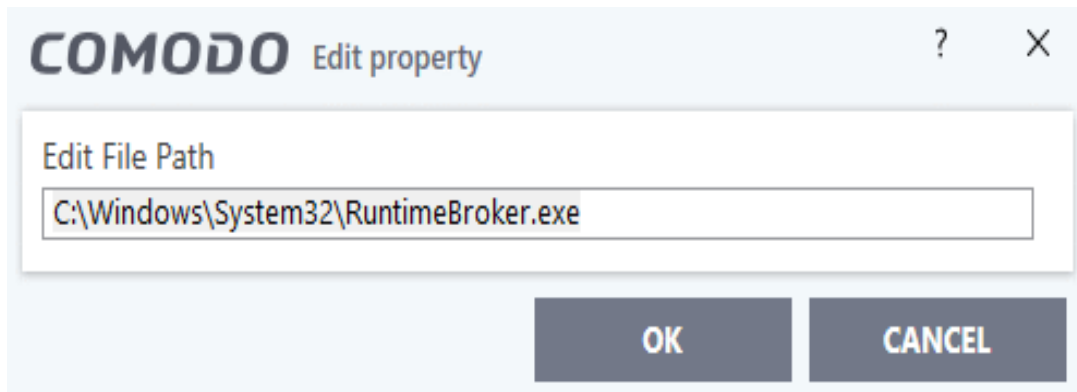 COMODO Edit property ? X
Edit File Path
C:\Windows\System32\RuntimeBroker.exe
OK CANCEL